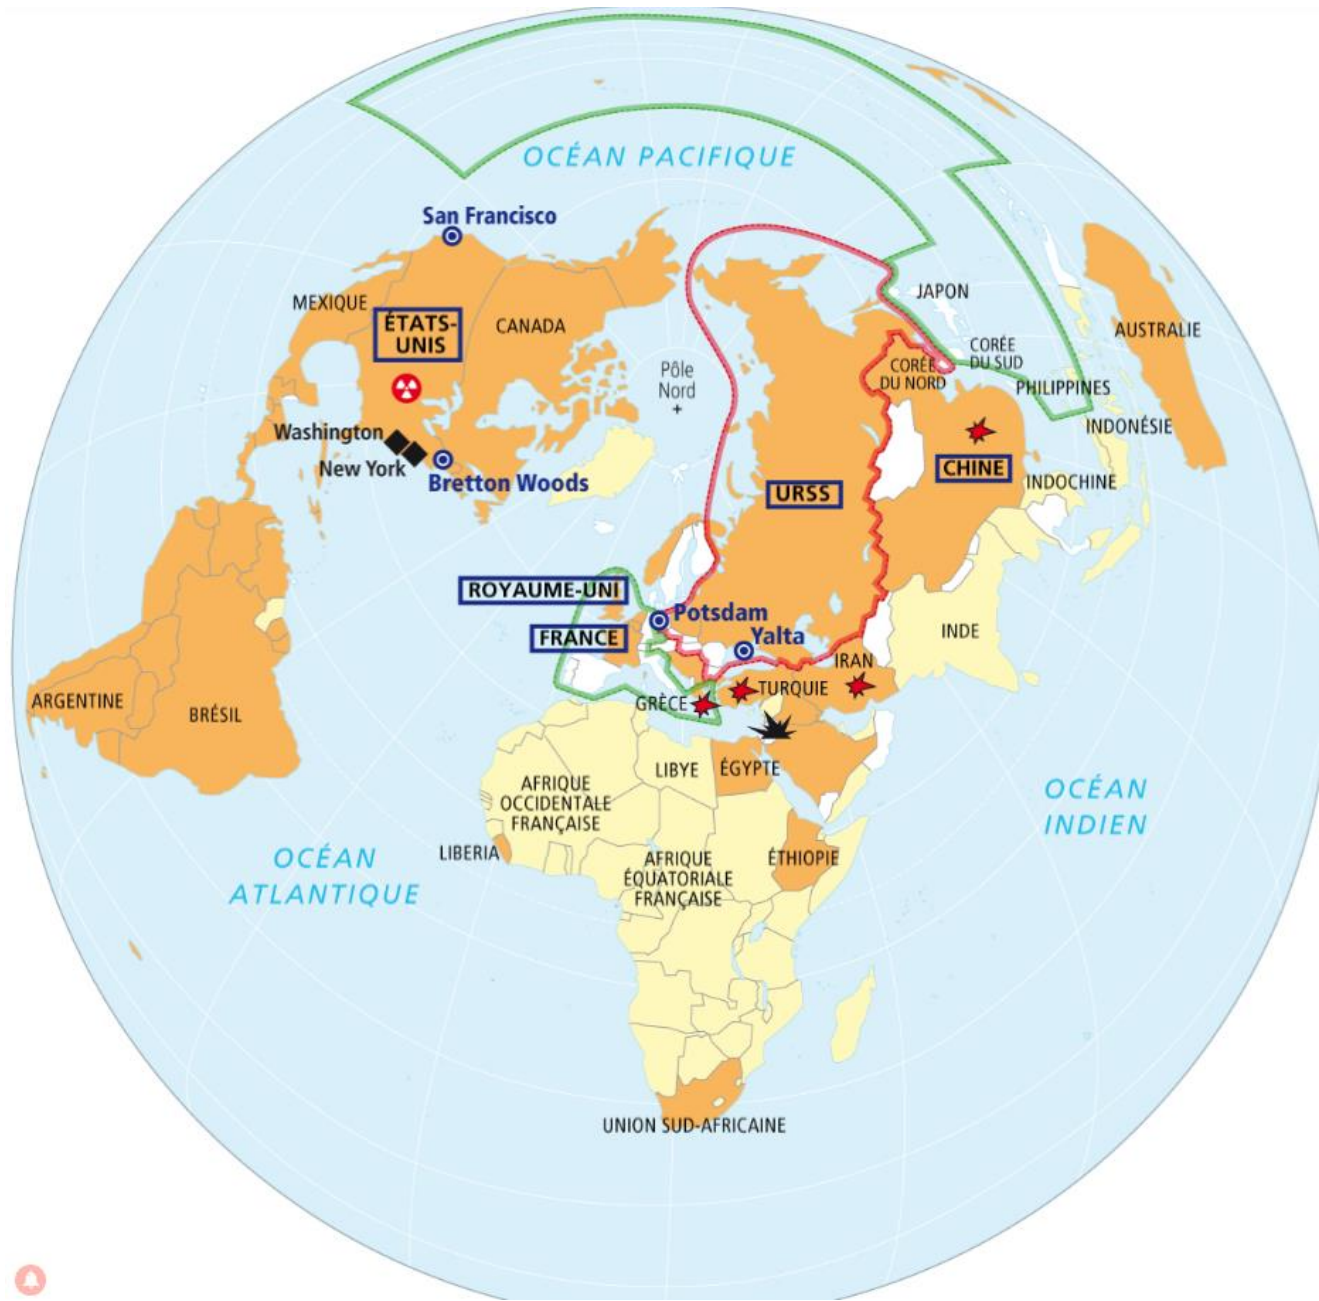 OCÉAN PACIFIQUE
San Francisco
MEXIQUE
ÉTATS-
UNIS
CANADA
JAPON
CORÉE
DU SUD
CORÉE
DU NORD
AUSTRALIE
Pôle
Nord
PHILIPPINES
INDONÉSIE
Washington
New York
Bretton Woods
URSS
CHINE
INDOCHINE
ROYAUME-UNI
Potsdam
FRANCE
Yalta
INDE
IRAN
TURQUIE
GRÈCE
ARGENTINE
BRÉSIL
LIBYE
ÉGYPTE
AFRIQUE
OCCIDENTALE
FRANÇAISE
OCÉAN
INDIEN
LIBERIA
OCÉAN
ATLANTIQUE
AFRIQUE
ÉQUATORIALE
FRANÇAISE
ÉTHIOPIE
UNION SUD-AFRICAINE